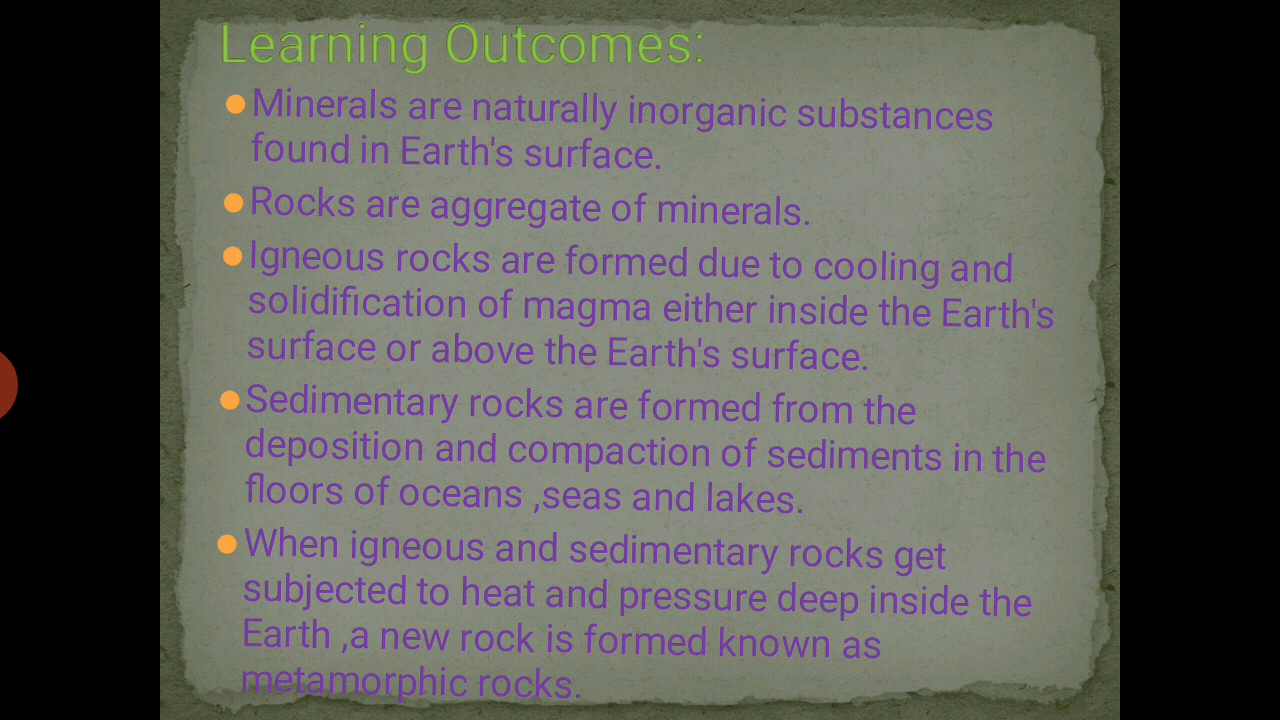 Learning Outcomes:
Minerals are naturally inorganic substances
found in Earth's surface.
Rocks are aggregate of minerals.
Igneous rocks are formed due to cooling and
solidification of magma either inside the Earth's
surface or above the Earth's surface.
Sedimentary rocks are formed from the
deposition and compaction of sediments in the
floors of oceans ,seas and lakes.
When igneous and sedimentary rocks get
subjected to heat and pressure deep inside the
Earth ,a new rock is formed known as
metamorphic rocks.